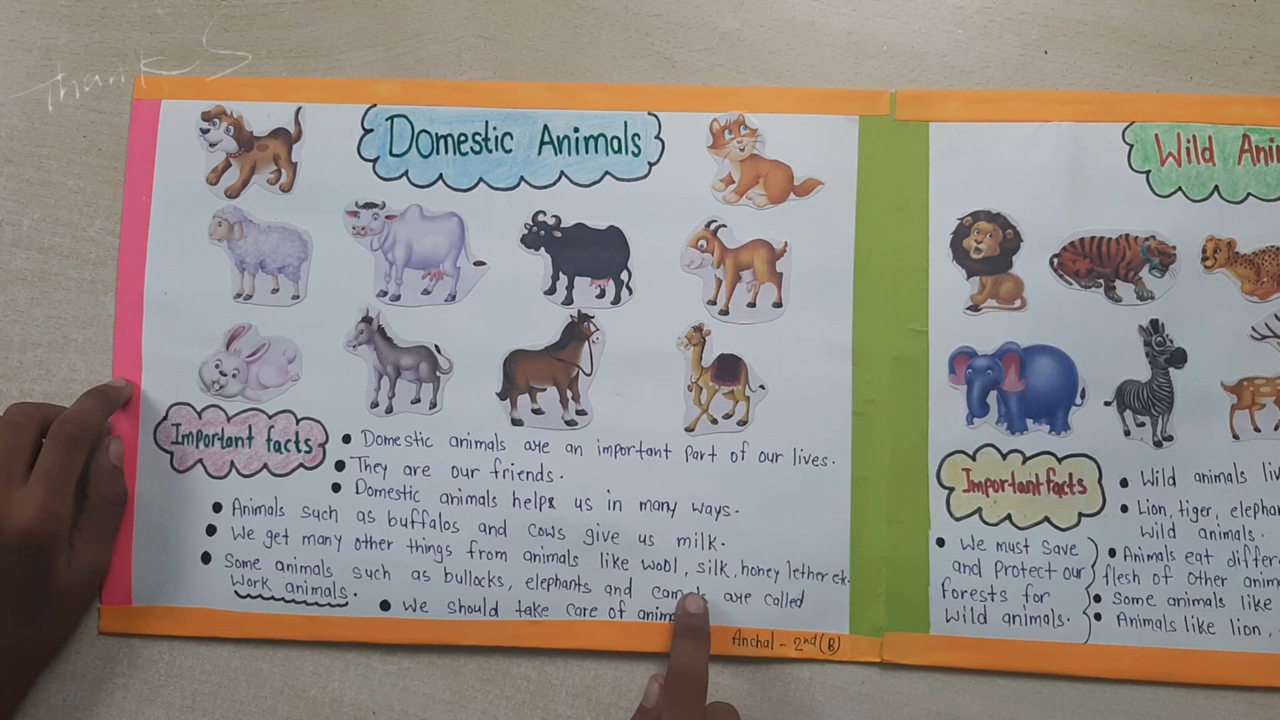 Thanks
Domestic Animals
Important facts
• Domestic animals are an important part of our lives.
• They are our friends.
• Domestic animals help us in many ways.
• Animals such as buffalos and cows give us milk.
• We get many other things from animals like wool, silk, honey lether etc.
• Some animals such as bullocks, elephants and camels are called
Work animals.
• We should take care of
Anchal - 2nd (B)
Wild
Important facts
• Wild animals
• Lion, tiger,
Wild animals.
• We must save
and protect our
forests for
Wild animals.
• Animals eat
flesh of other
• Some animals like
• Animals like lion,